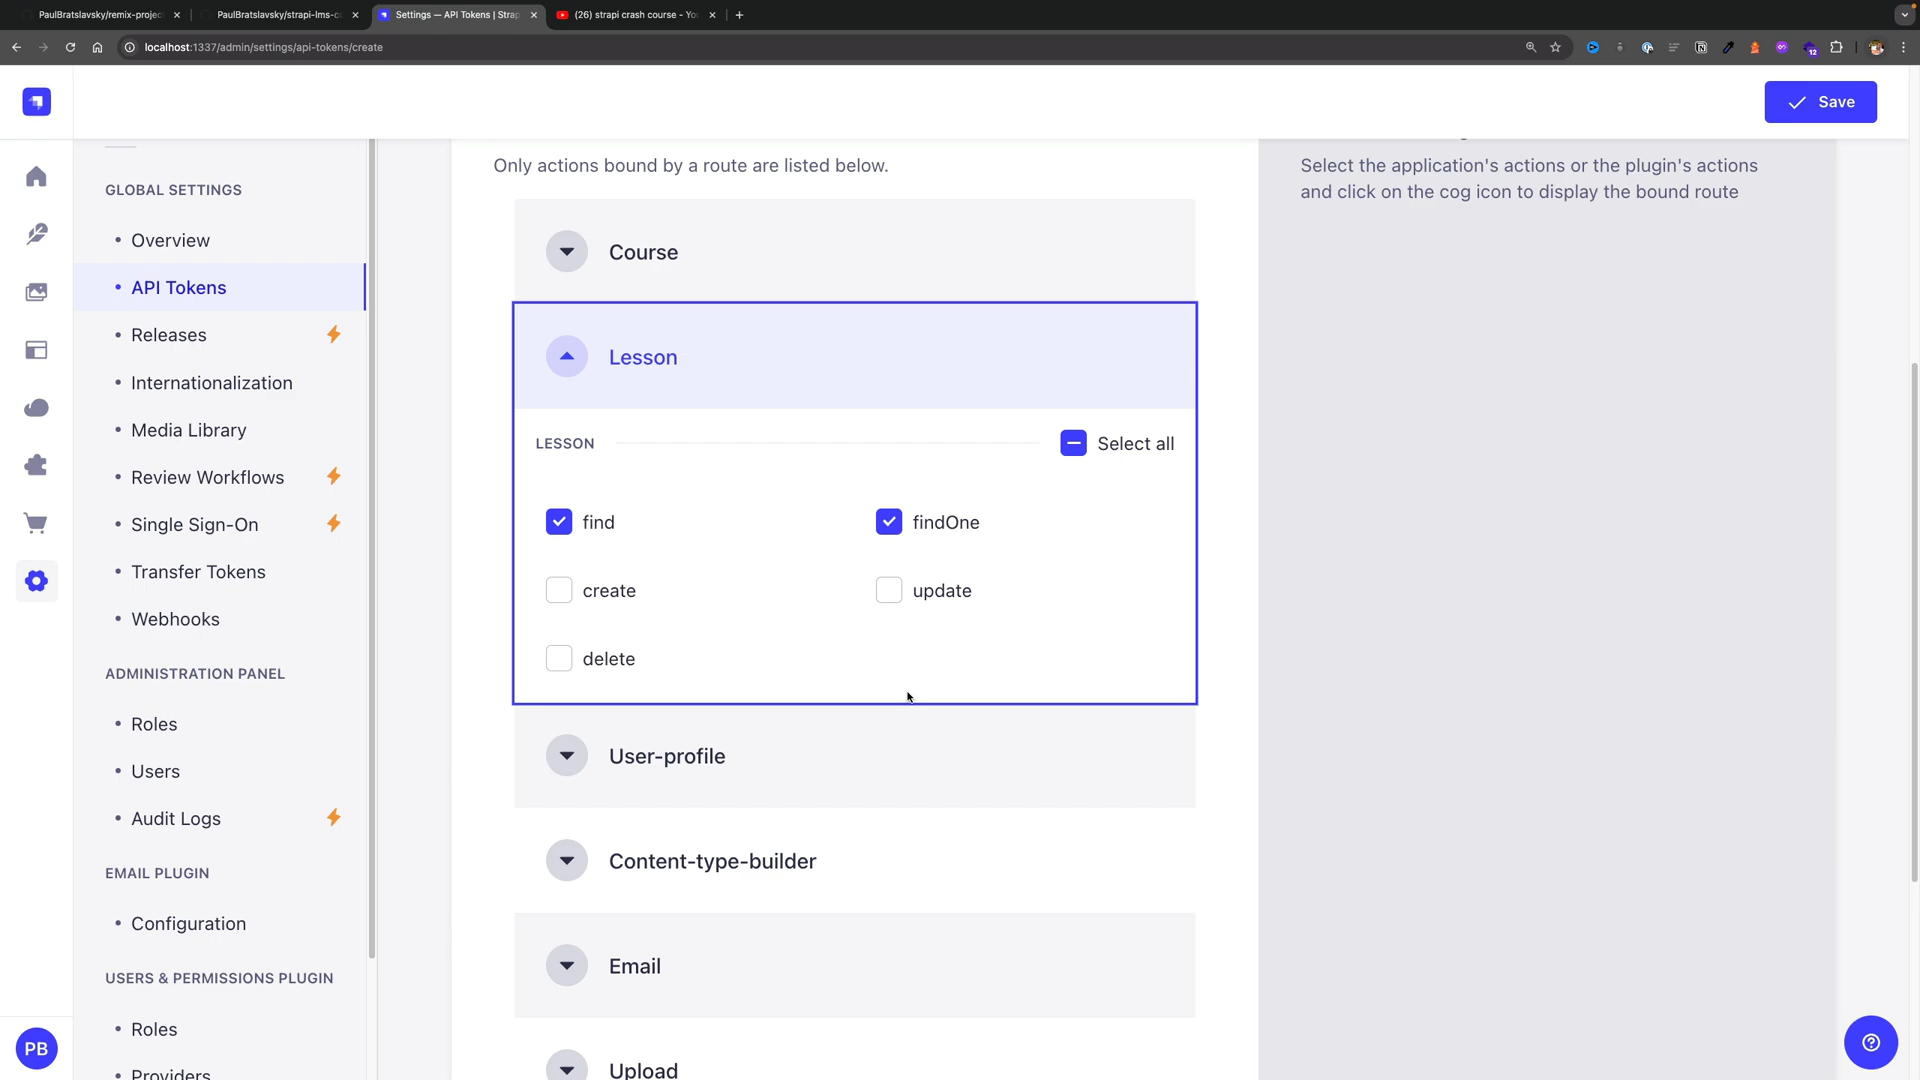 PaulBratslavsky/remix-projec
PaulBratslavsky/strapi-lms-c
Settings — API Tokens | Strap
(26) strapi crash course - Yo
localhost:1337/admin/settings/api-tokens/create
12
Save
GLOBAL SETTINGS
Overview
API Tokens
Releases
Internationalization
Media Library
Review Workflows
Single Sign-On
Transfer Tokens
Webhooks
ADMINISTRATION PANEL
Roles
Users
Audit Logs
EMAIL PLUGIN
Configuration
USERS & PERMISSIONS PLUGIN
Roles
Providers
PB
Only actions bound by a route are listed below.
Course
Lesson
LESSON
Select all
find
findOne
create
update
delete
User-profile
Content-type-builder
Email
Upload
Select the application's actions or the plugin's actions
and click on the cog icon to display the bound route